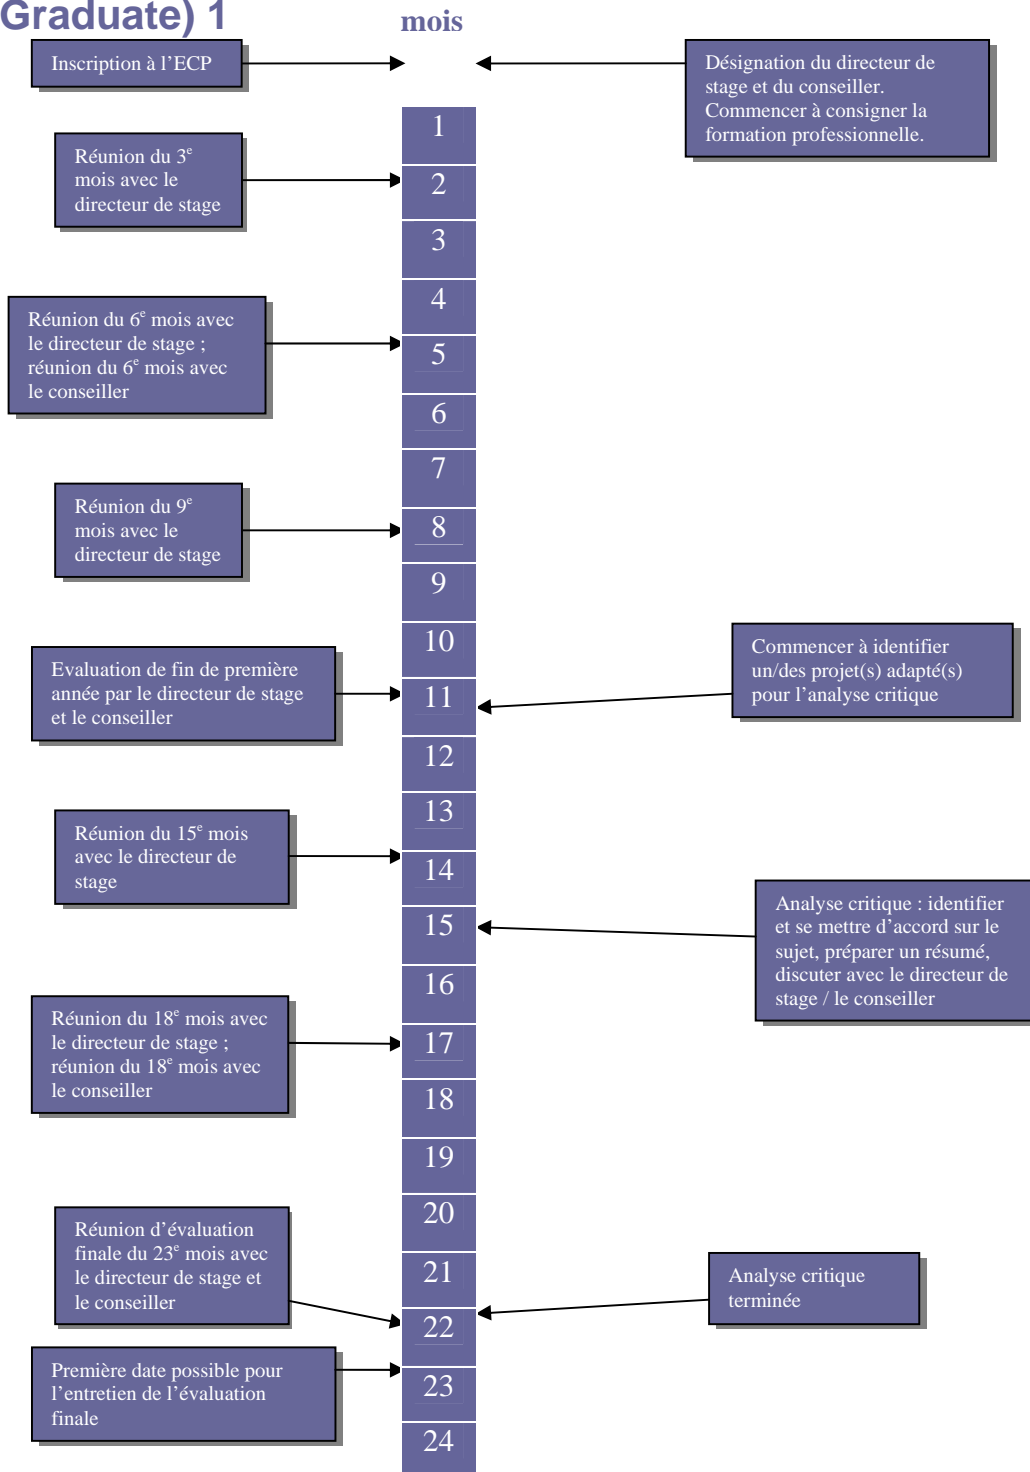 Graduate) 1
mois
Inscription à l’ECP
Désignation du directeur de
stage et du conseiller.
Commencer à consigner la
formation professionnelle.
1
Réunion du 3e
mois avec le
directeur de stage
2
3
4
Réunion du 6e mois avec
le directeur de stage ;
réunion du 6e mois avec
le conseiller
5
6
7
Réunion du 9e
mois avec le
directeur de stage
8
9
10
Commencer à identifier
un/des projet(s) adapté(s)
pour l’analyse critique
Evaluation de fin de première
année par le directeur de stage
et le conseiller
11
12
13
Réunion du 15e mois
avec le directeur de
stage
14
15
Analyse critique : identifier
et se mettre d’accord sur le
sujet, préparer un résumé,
discuter avec le directeur de
stage / le conseiller
16
Réunion du 18e mois avec
le directeur de stage ;
réunion du 18e mois avec
le conseiller
17
18
19
20
Réunion d’évaluation
finale du 23e mois avec
le directeur de stage et
le conseiller
21
Analyse critique
terminée
22
Première date possible pour
l’entretien de l’évaluation
finale
23
24